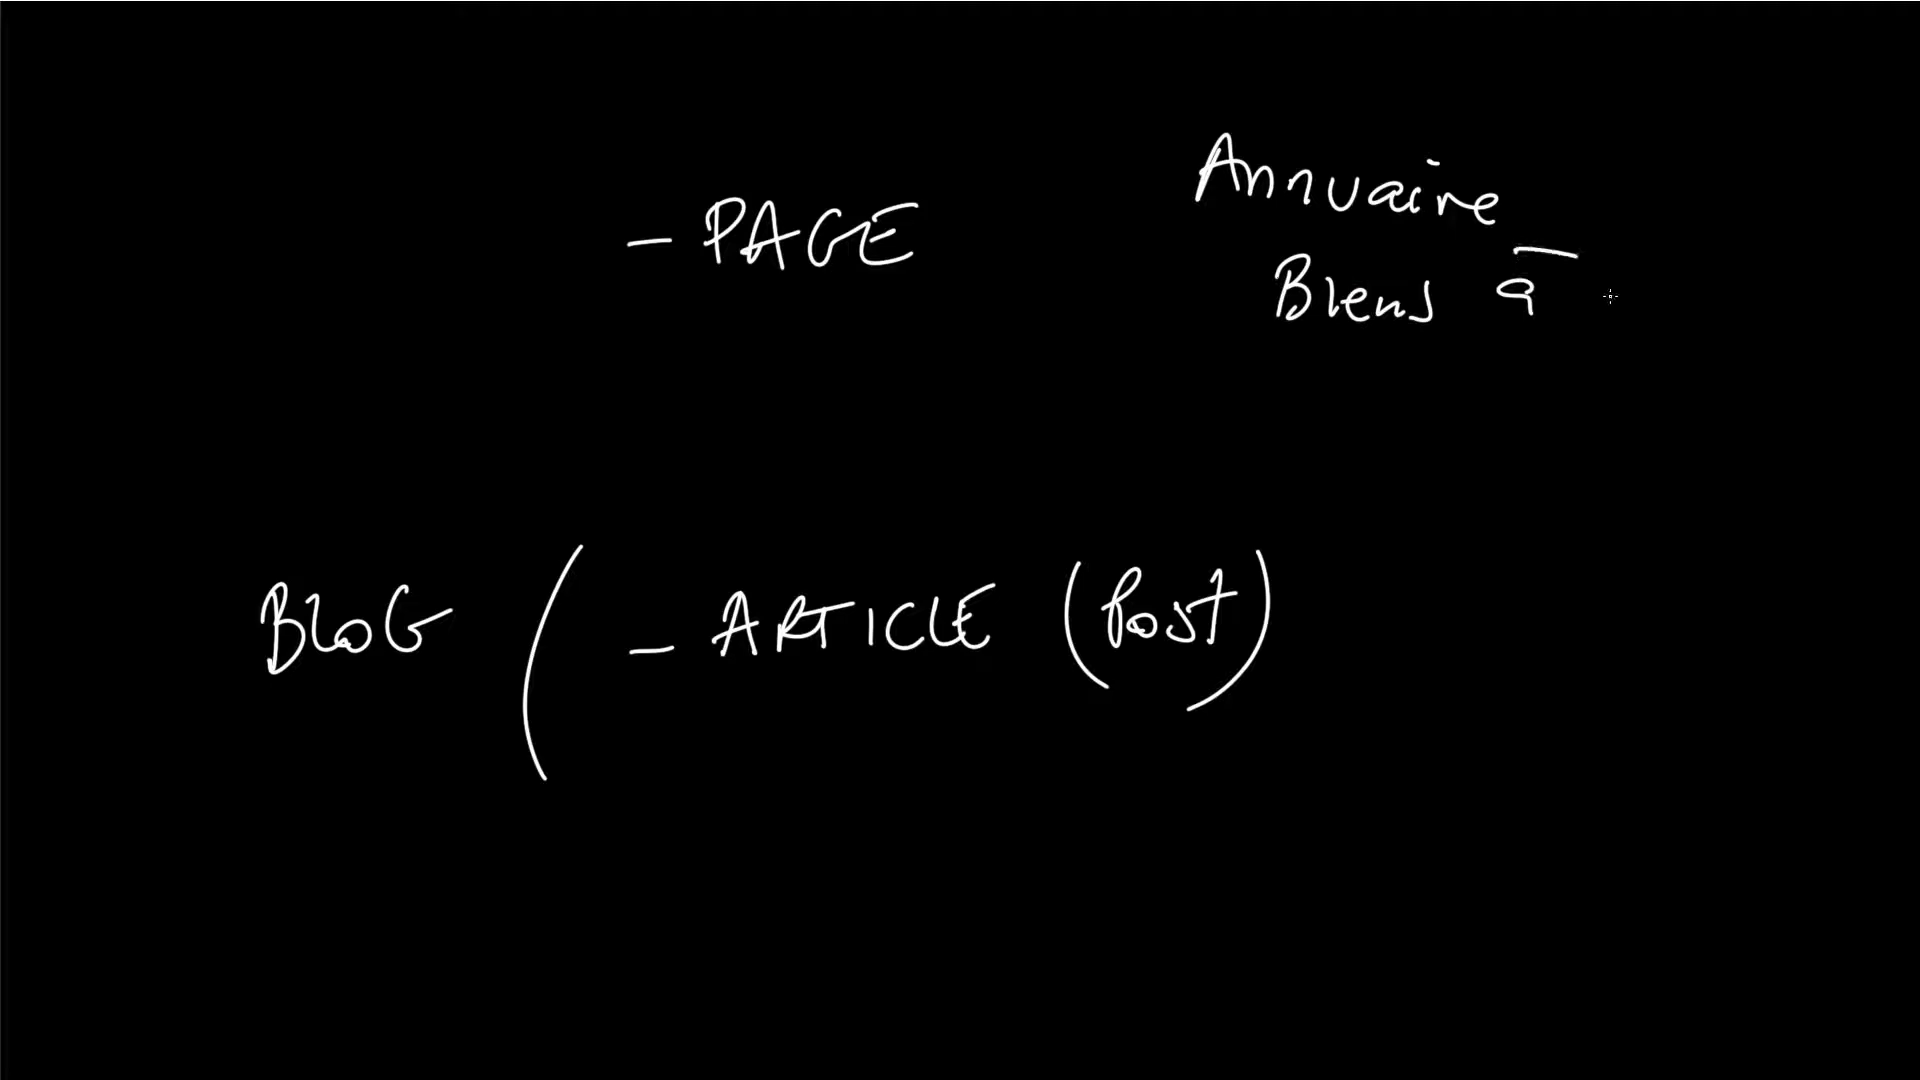 - PAGE
Annuaire
Biens à
BLOG ( - ARTICLE (Post)